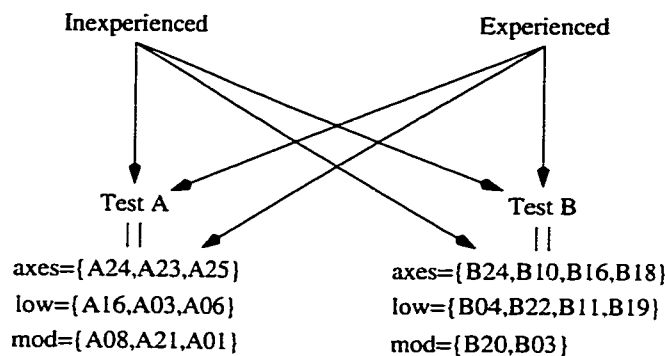 Inexperienced Experienced
Test A Test B
axes={A24,A23,A25} axes={B24,B10,B16,B18}
low={A16,A03,A06} low={B04,B22,B11,B19}
mod={A08,A21,A01} mod={B20,B03}